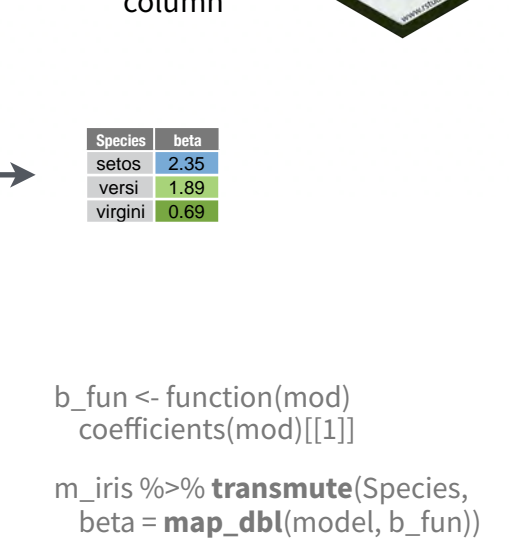 column
Species beta
setos 2.35
versi 1.89
virgini 0.69
b_fun <- function(mod)
coefficients(mod)[[1]]
m_iris %>% transmute(Species,
beta = map_dbl(model, b_fun))